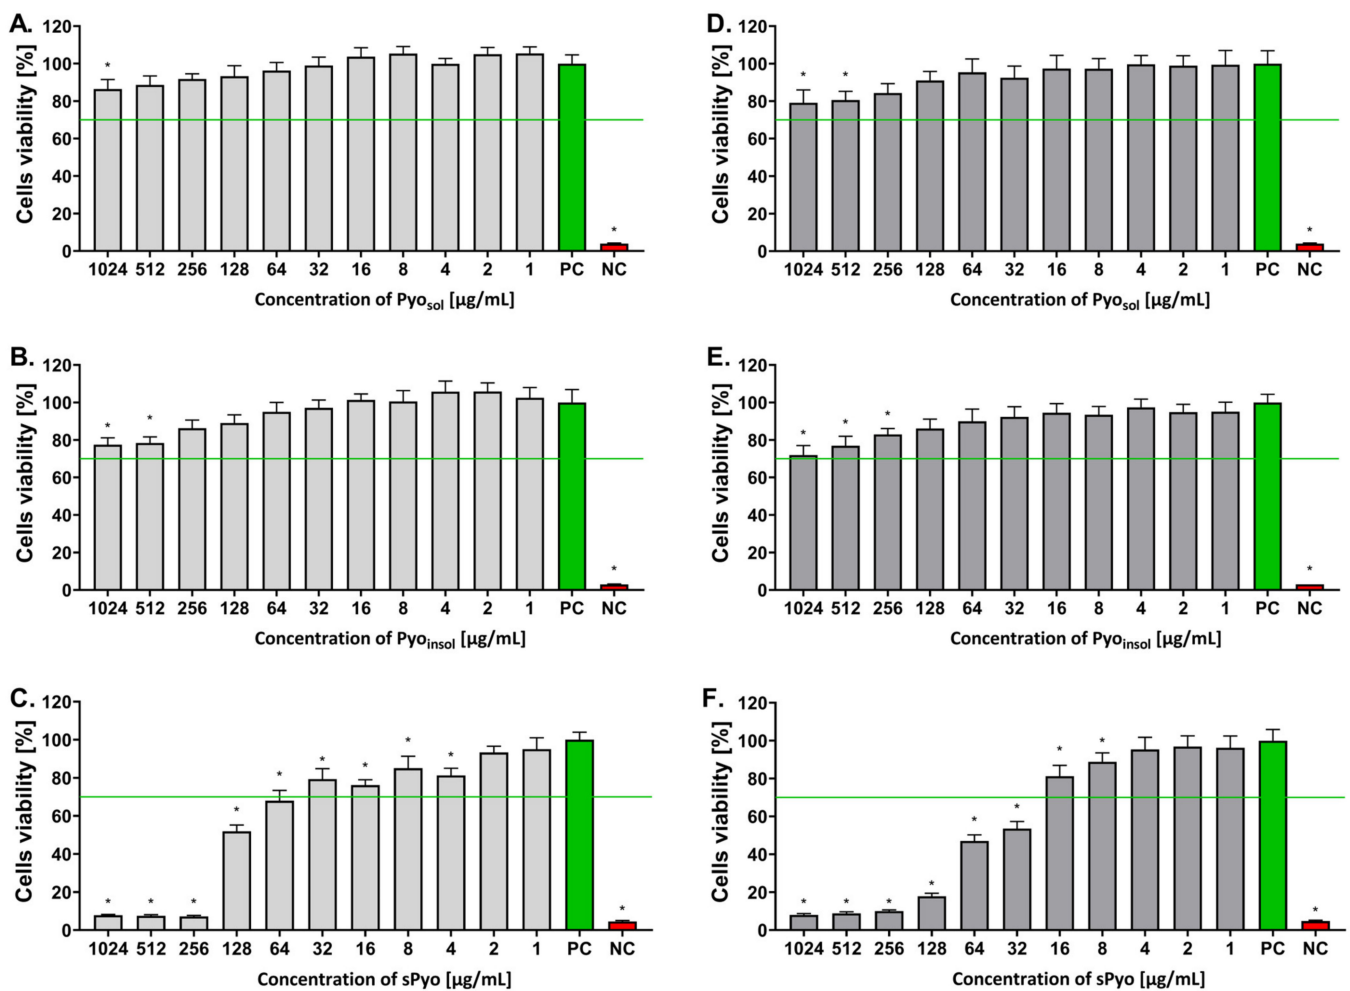 A.
Cells viability [%]
120
100
80
60
40
20
0
*
*
1024 512 256 128 64 32 16 8 4 2 1 PC NC
Concentration of Pyosol [µg/mL]
D.
Cells viability [%]
120
100
80
60
40
20
0
* *
*
1024 512 256 128 64 32 16 8 4 2 1 PC NC
Concentration of Pyosol [µg/mL]
B.
Cells viability [%]
120
100
80
60
40
20
0
* *
*
1024 512 256 128 64 32 16 8 4 2 1 PC NC
Concentration of Pyoinsol [µg/mL]
E.
Cells viability [%]
120
100
80
60
40
20
0
* * *
*
1024 512 256 128 64 32 16 8 4 2 1 PC NC
Concentration of Pyoinsol [µg/mL]
C.
Cells viability [%]
120
100
80
60
40
20
0
* * * * * * * * *
*
1024 512 256 128 64 32 16 8 4 2 1 PC NC
Concentration of sPyo [µg/mL]
F.
Cells viability [%]
120
100
80
60
40
20
0
* * * * * * * *
*
1024 512 256 128 64 32 16 8 4 2 1 PC NC
Concentration of sPyo [µg/mL]